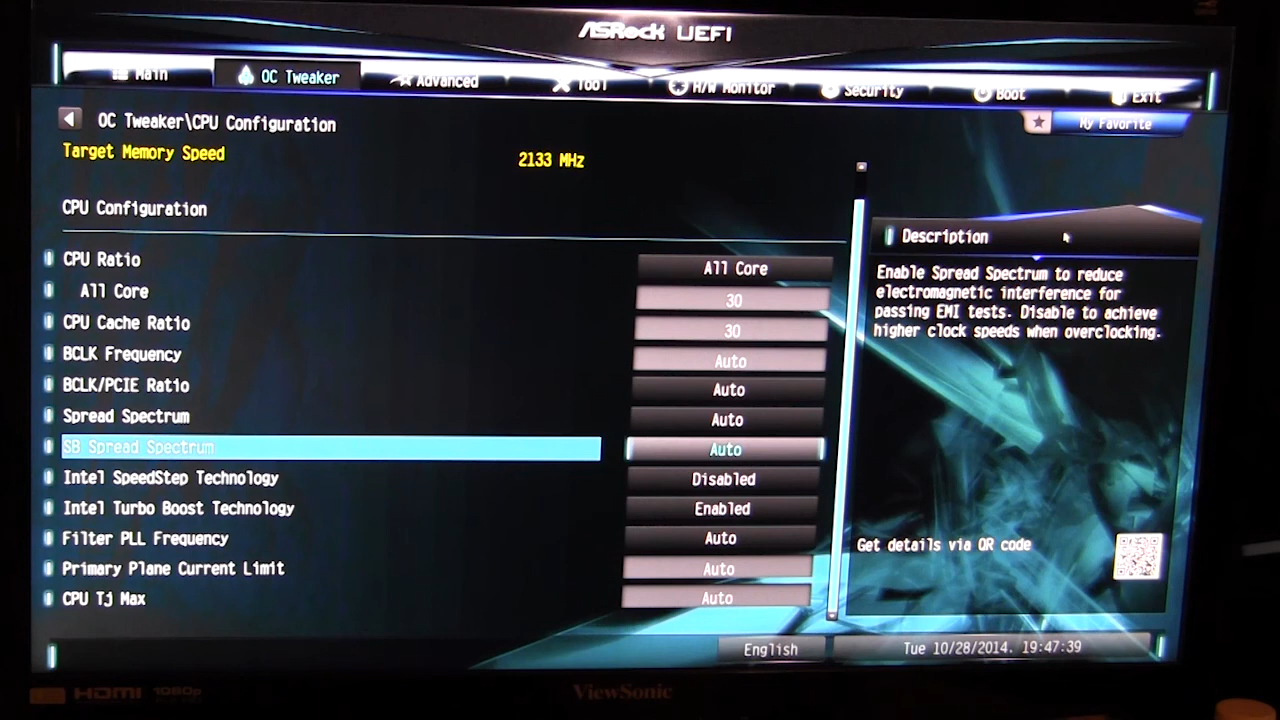 ASRock UEFI
Main
OC Tweaker
Advanced
Tool
H/W Monitor
Security
Boot
Exit
My Favorite
OC Tweaker\CPU Configuration
Target Memory Speed 2133 MHz
CPU Configuration
CPU Ratio All Core
All Core 30
CPU Cache Ratio 30
BCLK Frequency Auto
BCLK/PCIE Ratio Auto
Spread Spectrum Auto
SB Spread Spectrum Auto
Intel SpeedStep Technology Disabled
Intel Turbo Boost Technology Enabled
Filter PLL Frequency Auto
Primary Plane Current Limit Auto
CPU Tj Max Auto
Description
Enable Spread Spectrum to reduce
electromagnetic interference for
passing EMI tests. Disable to achieve
higher clock speeds when overclocking.
Get details via QR code
English
Tue 10/28/2014. 19:47:39
HDMI 1080p
ViewSonic